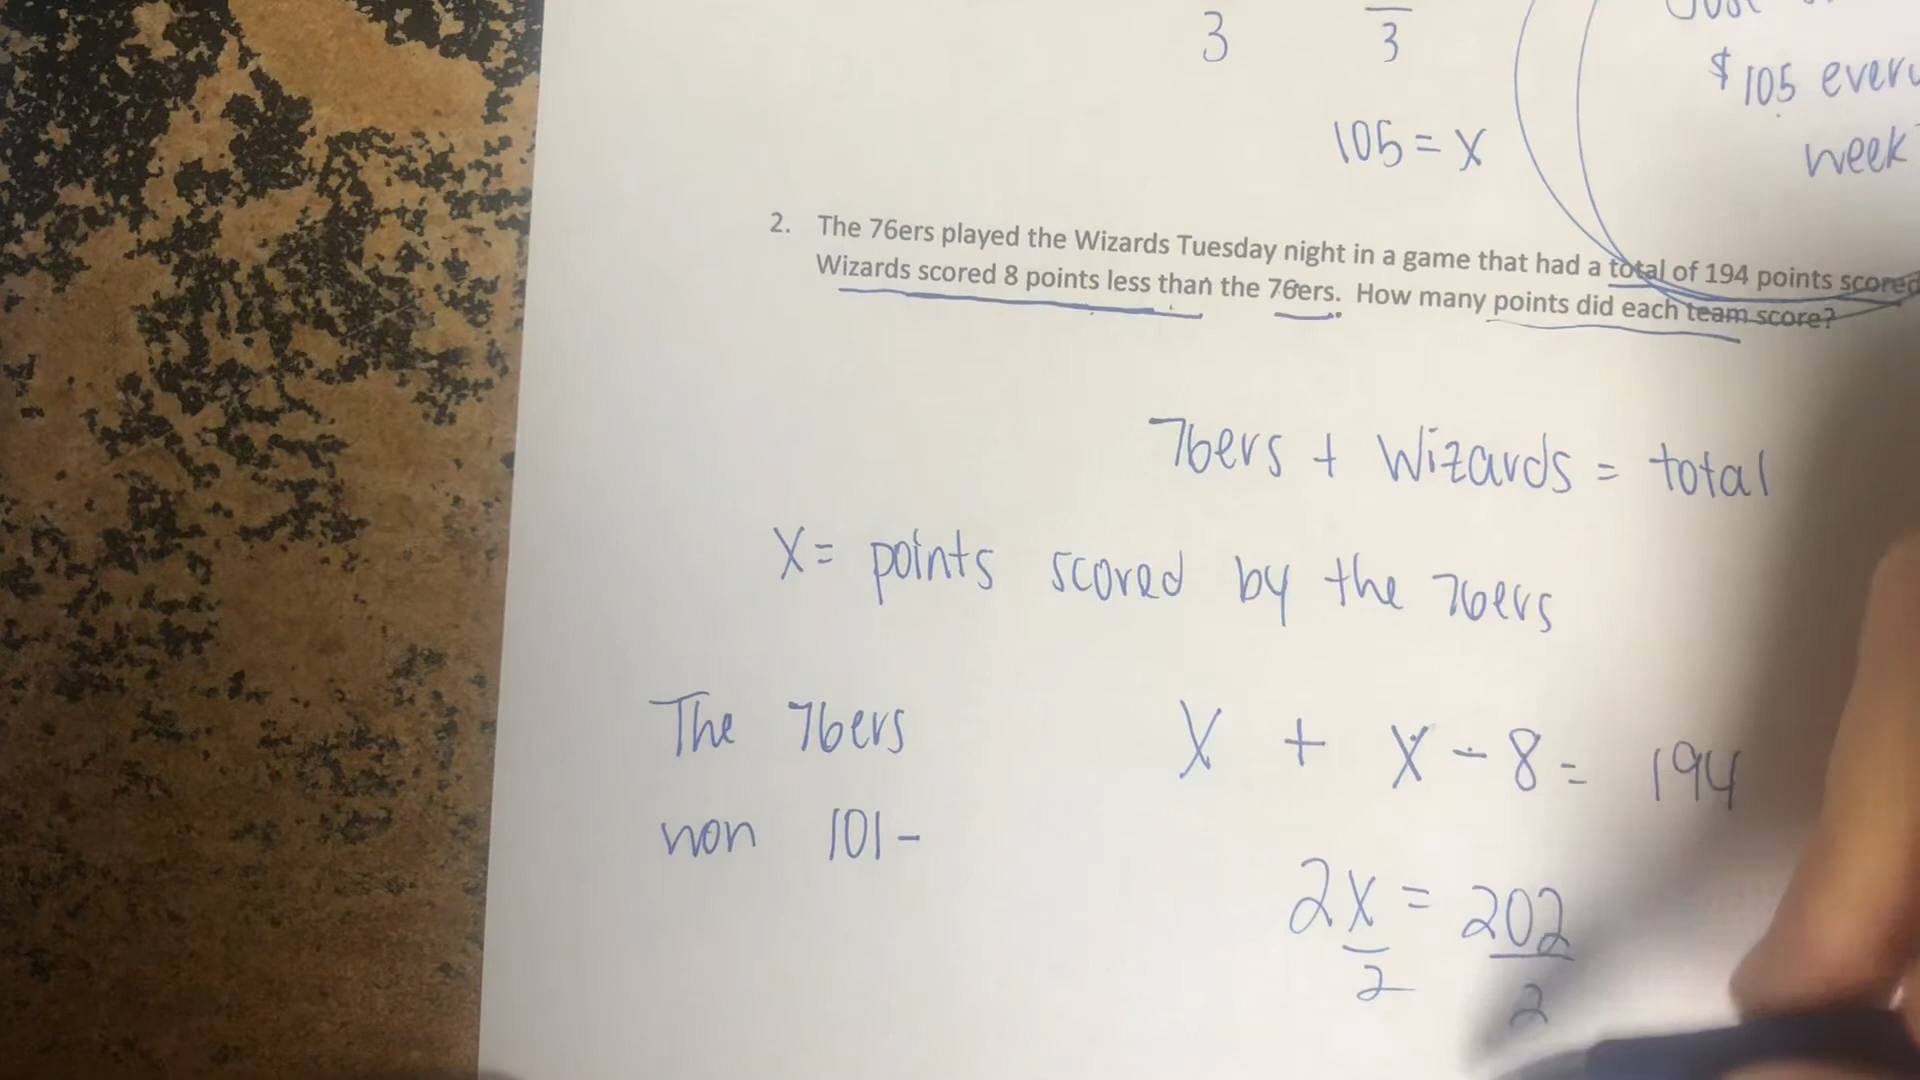 3 3
$105 every
105 = x
week
2. The 76ers played the Wizards Tuesday night in a game that had a total of 194 points scored
Wizards scored 8 points less than the 76ers. How many points did each team score?
76ers + Wizards = total
X = points scored by the 76ers
The 76ers
X + X - 8 = 194
won 101-
2x = 202
2 2